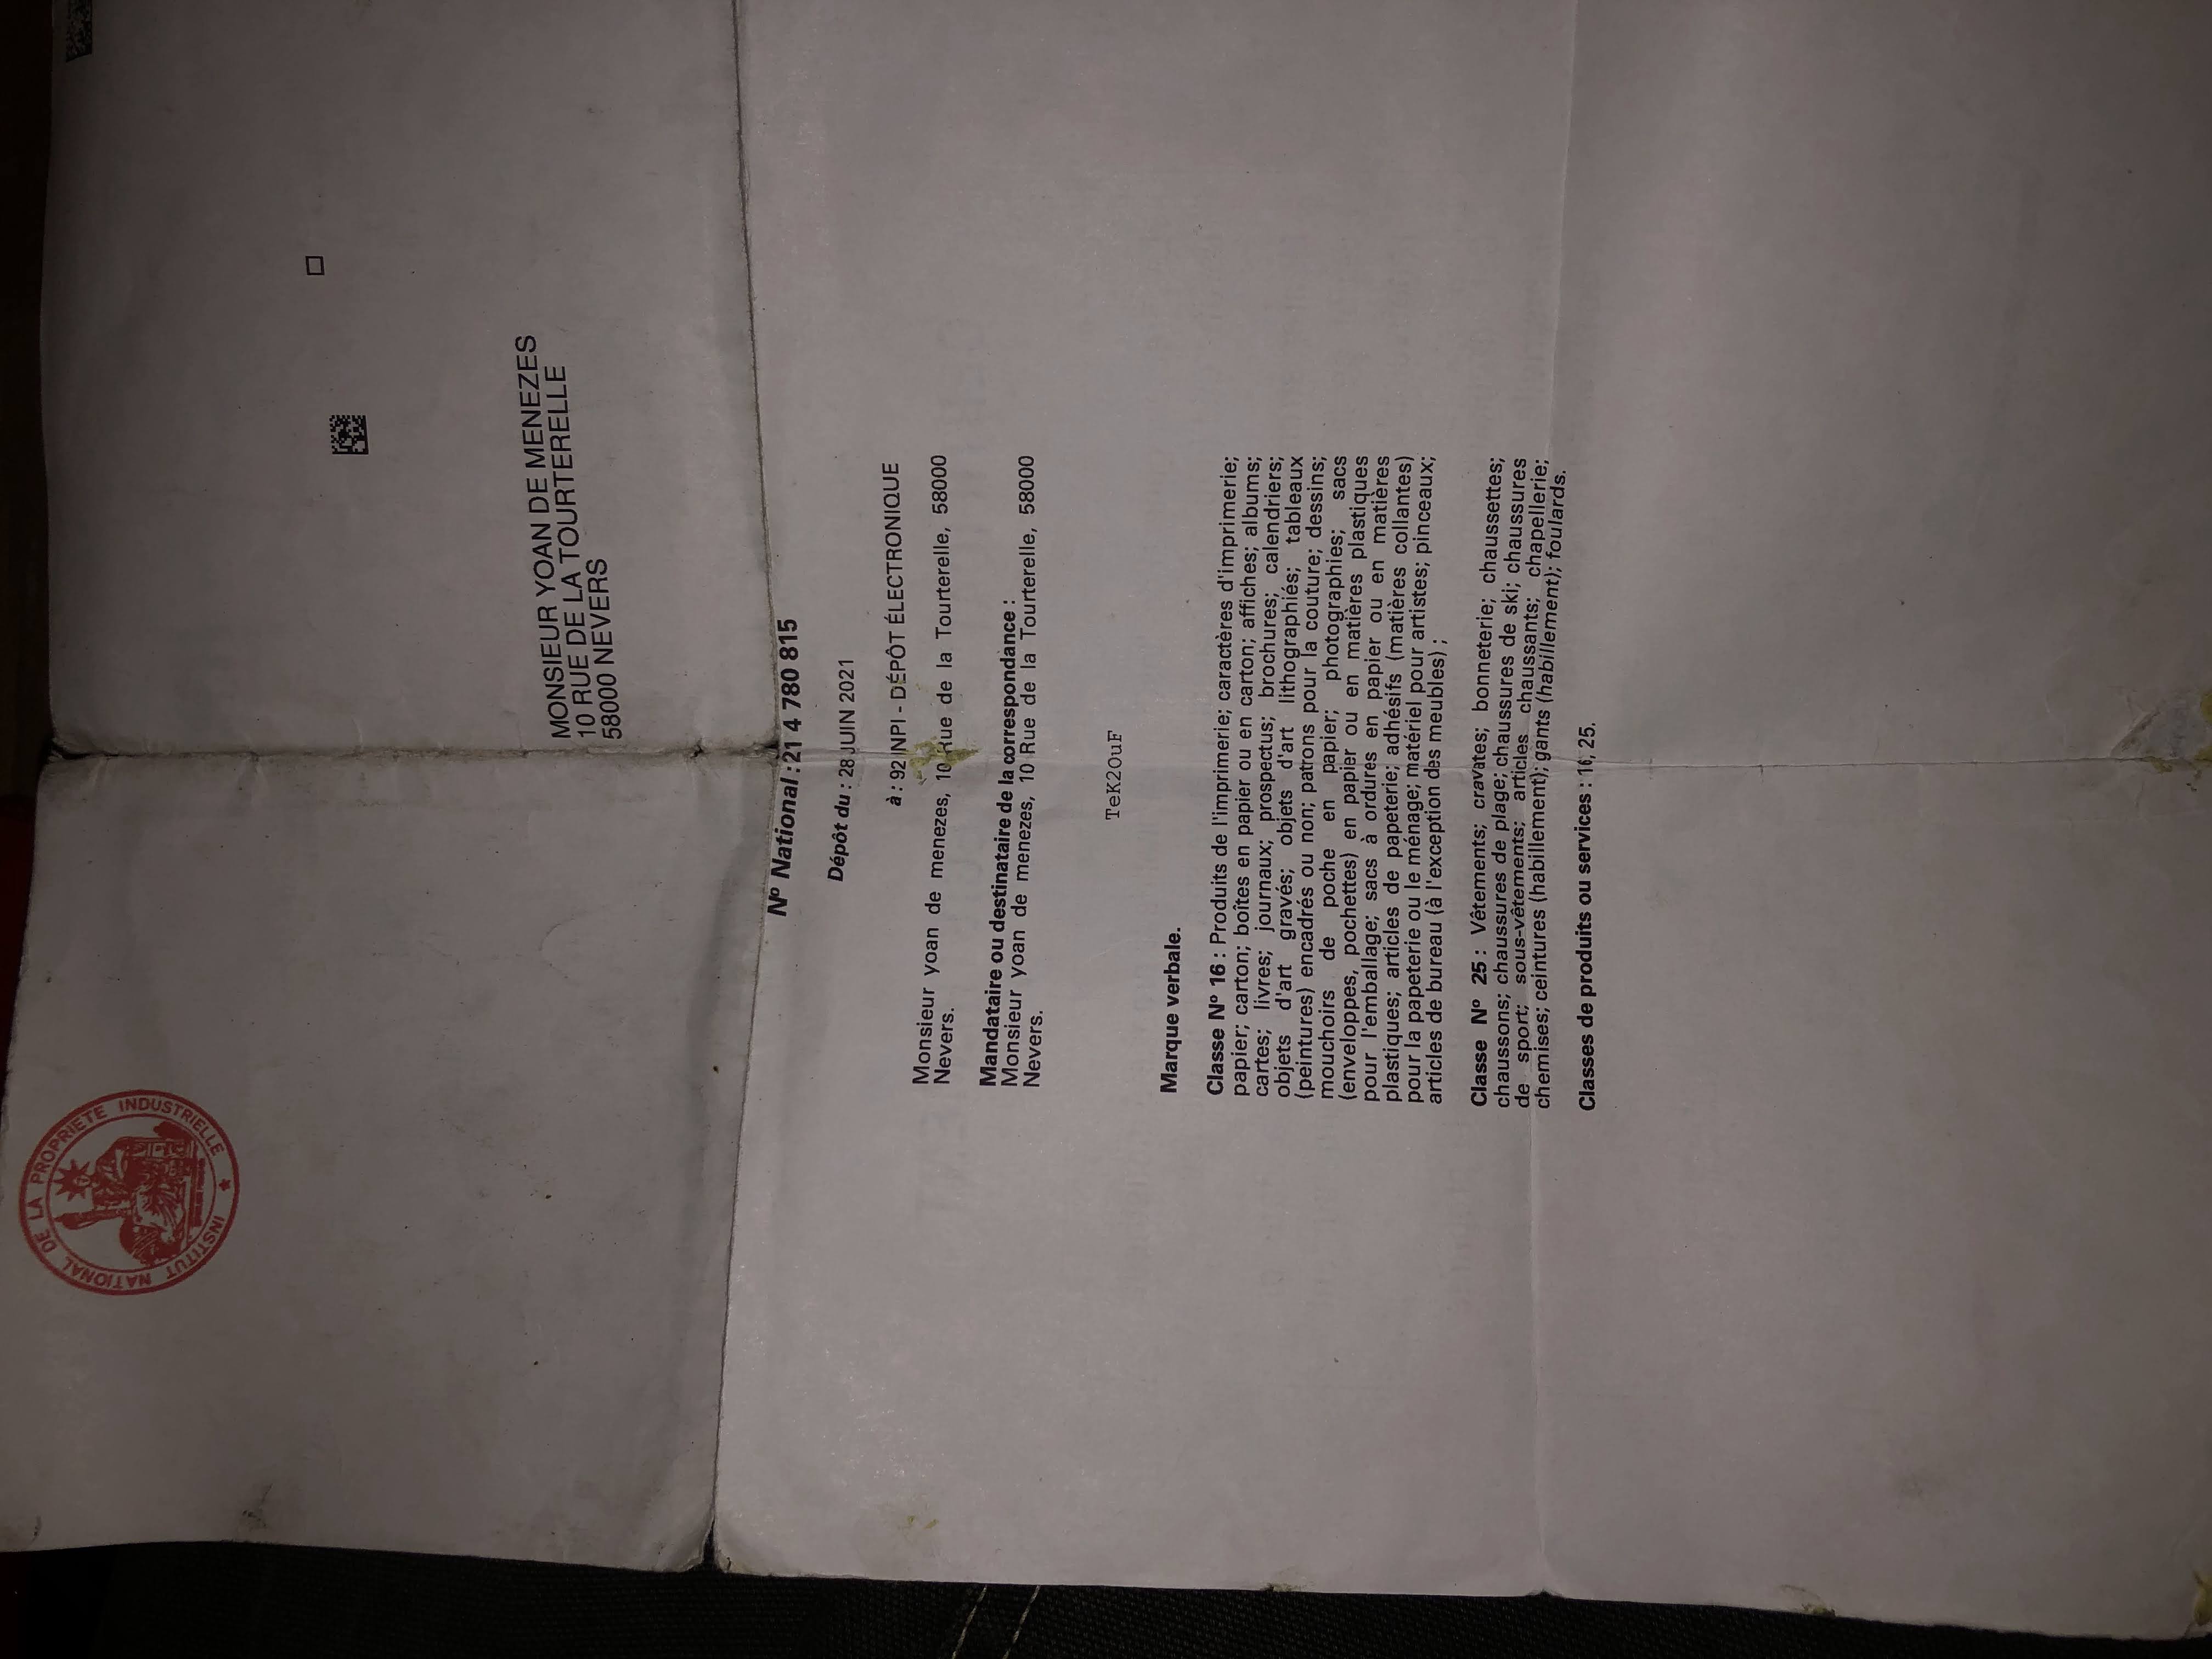 INSTITUT NATIONAL DE LA PROPRIETE INDUSTRIELLE
MONSIEUR YOAN DE MENEZES
10 RUE DE LA TOURTERELLE
58000 NEVERS
Nº National : 21 4 780 815
Dépôt du : 28 JUIN 2021
à : 92 INPI - DÉPÔT ÉLECTRONIQUE
Monsieur yoan de menezes, 10 Rue de la Tourterelle, 58000
Nevers.
Mandataire ou destinataire de la correspondance :
Monsieur yoan de menezes, 10 Rue de la Tourterelle, 58000
Nevers.
TeK2OuF
Marque verbale.
Classe Nº 16 : Produits de l'imprimerie; caractères d'imprimerie;
papier; carton; boîtes en papier ou en carton; affiches; albums;
cartes; livres; journaux; prospectus; brochures; calendriers;
objets d'art gravés; objets d'art lithographiés; tableaux
(peintures) encadrés ou non; patrons pour la couture; dessins;
mouchoirs de poche en papier; photographies; sacs
(enveloppes, pochettes) en papier ou en matières plastiques
pour l'emballage; sacs à ordures en papier ou en matières
plastiques; articles de papeterie; adhésifs (matières collantes)
pour la papeterie ou le ménage; matériel pour artistes; pinceaux;
articles de bureau (à l'exception des meubles) ;
Classe Nº 25 : Vêtements; cravates; bonneterie; chaussettes;
chaussons; chaussures de plage; chaussures de ski; chaussures
de sport; sous-vêtements; articles chaussants; chapellerie;
chemises; ceintures (habillement); gants (habillement); foulards.
Classes de produits ou services : 16, 25.